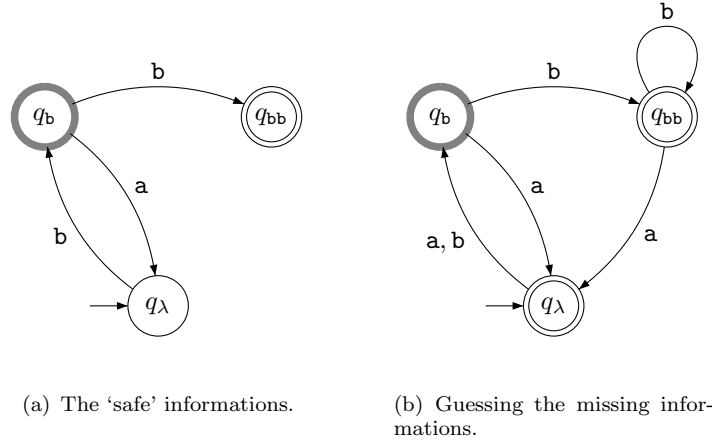 b
b
b
q_b
q_bb
q_b
q_bb
a
a
a
b
a, b
q_λ
q_λ
(a) The ‘safe’ informations.
(b) Guessing the missing infor-
mations.